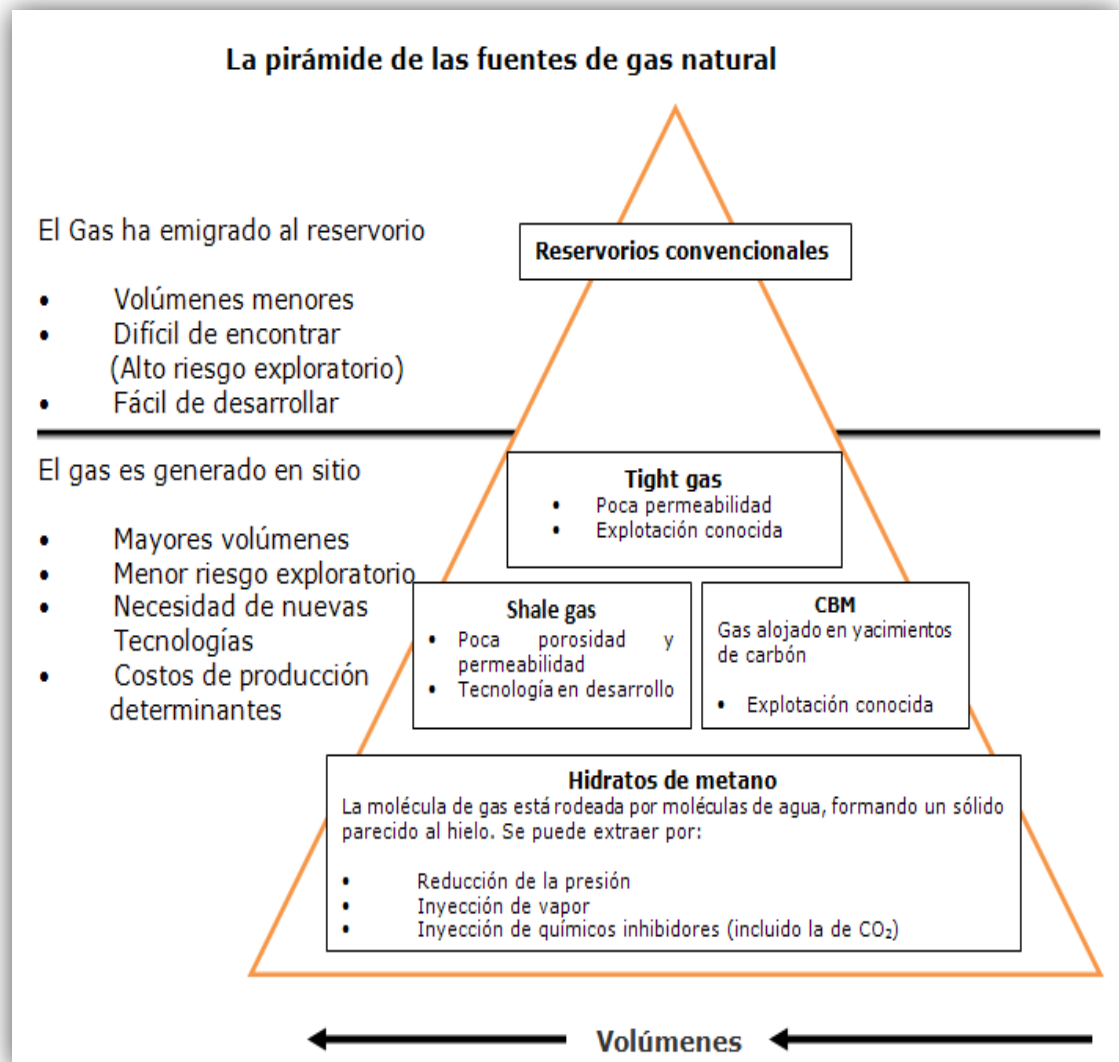 La pirámide de las fuentes de gas natural
El Gas ha emigrado al reservorio
• Volúmenes menores
• Difícil de encontrar
(Alto riesgo exploratorio)
• Fácil de desarrollar
Reservorios convencionales
El gas es generado en sitio
• Mayores volúmenes
• Menor riesgo exploratorio
• Necesidad de nuevas
Tecnologías
• Costos de producción
determinantes
Tight gas
• Poca permeabilidad
• Explotación conocida
Shale gas
• Poca porosidad y
permeabilidad
• Tecnología en desarrollo
CBM
Gas alojado en yacimientos
de carbón
• Explotación conocida
Hidratos de metano
La molécula de gas está rodeada por moléculas de agua, formando un sólido
parecido al hielo. Se puede extraer por:
• Reducción de la presión
• Inyección de vapor
• Inyección de químicos inhibidores (incluido la de CO₂)
Volúmenes